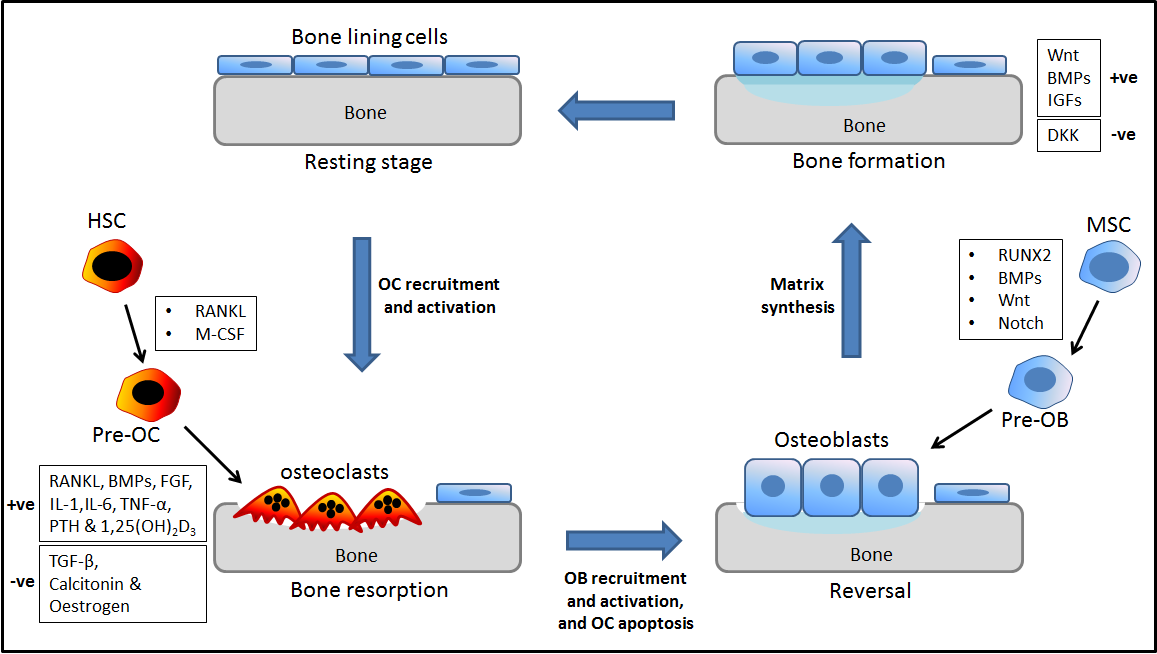 Bone lining cells
Bone
Resting stage
Bone
Bone formation
Wnt
BMPs
IGFs
+ve
DKK
-ve
HSC
• RANKL
• M-CSF
Pre-OC
OC recruitment
and activation
Matrix
synthesis
MSC
• RUNX2
• BMPs
• Wnt
• Notch
Pre-OB
osteoclasts
+ve
RANKL, BMPs, FGF,
IL-1,IL-6, TNF-α,
PTH & 1,25(OH)₂D₃
-ve
TGF-β,
Calcitonin &
Oestrogen
Bone
Bone resorption
OB recruitment
and activation,
and OC apoptosis
Osteoblasts
Bone
Reversal